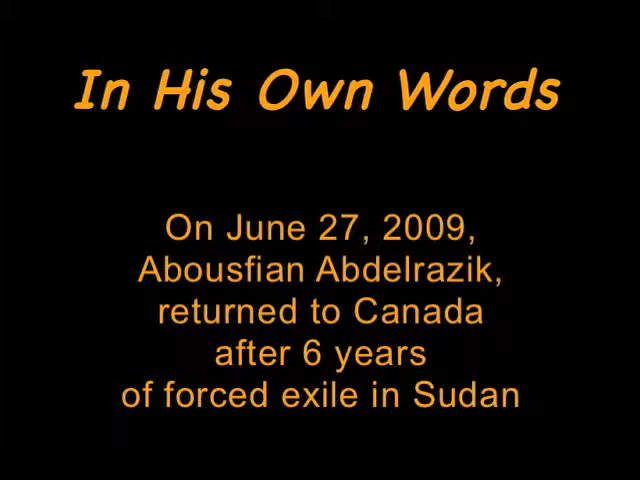 In His Own Words
On June 27, 2009,
Abousfian Abdelrazik,
returned to Canada
after 6 years
of forced exile in Sudan